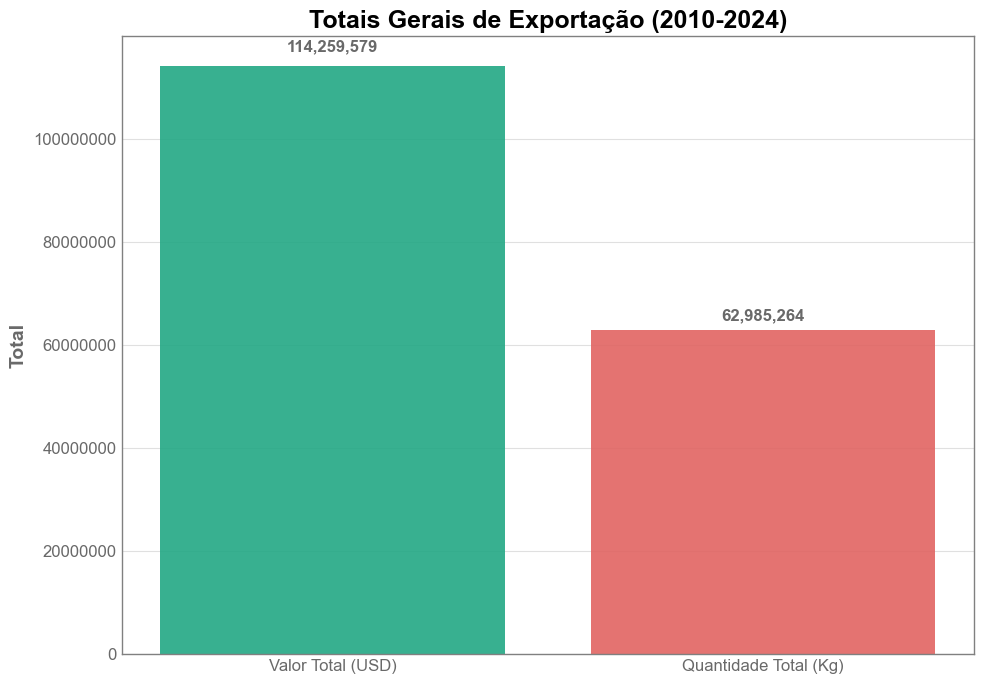 Totais Gerais de Exportação (2010-2024)
114,259,579
62,985,264
100000000
80000000
60000000
40000000
20000000
0
Total
Valor Total (USD)
Quantidade Total (Kg)